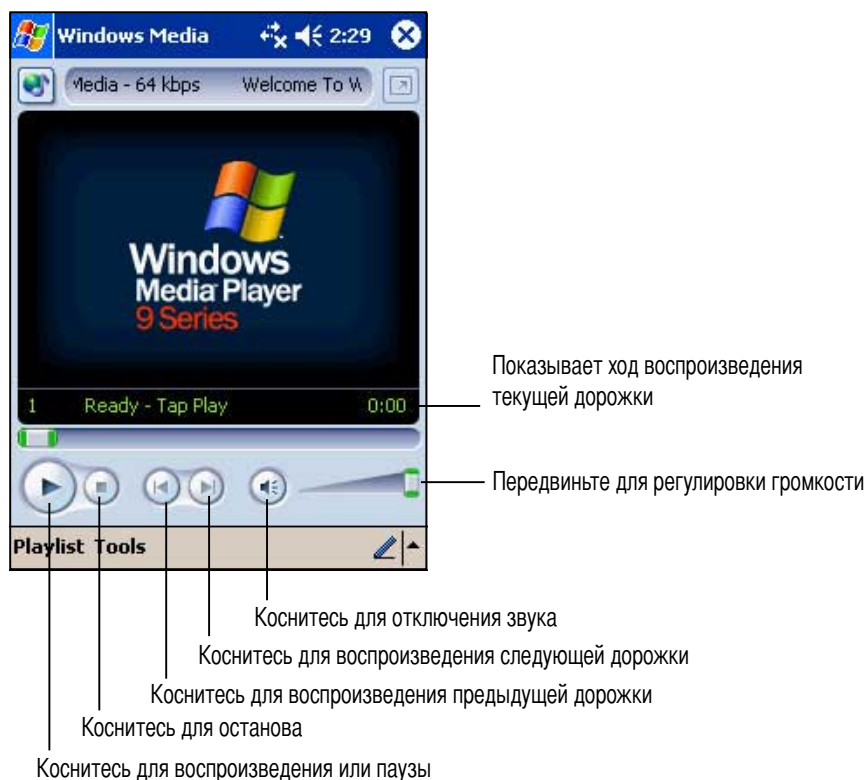 Windows Media 2:29
Media - 64 kbps Welcome To W
Windows
Media Player
9 Series
1 Ready - Tap Play 0:00
Показывает ход воспроизведения
текущей дорожки
Передвиньте для регулировки громкости
Playlist Tools
Коснитесь для отключения звука
Коснитесь для воспроизведения следующей дорожки
Коснитесь для воспроизведения предыдущей дорожки
Коснитесь для останова
Коснитесь для воспроизведения или паузы